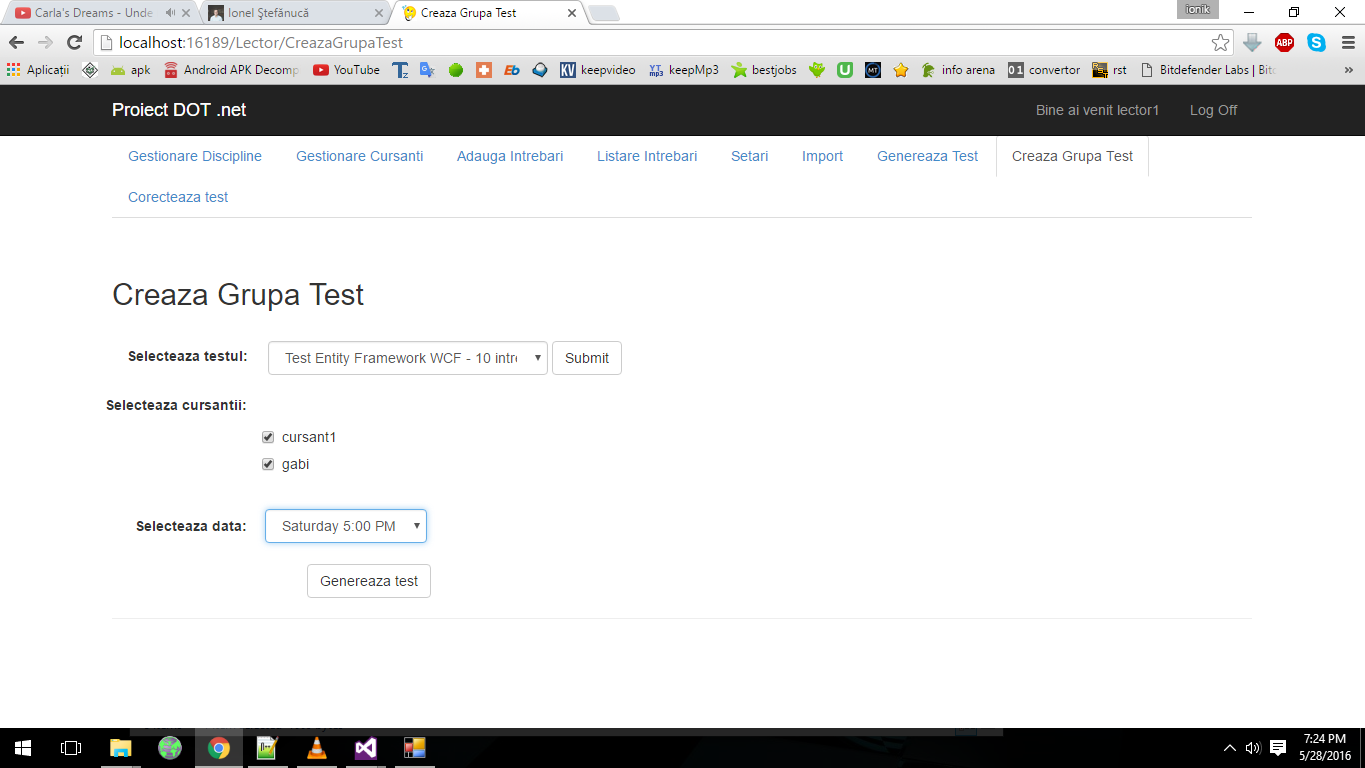 Carla's Dreams - Unde
Ionel Ștefănucă
Creaza Grupa Test
ionik
localhost:16189/Lector/CreazaGrupaTest
ABP
Aplicații
apk
Android APK Decomp
YouTube
keepvideo
keepMp3
bestjobs
info arena
convertor
rst
Bitdefender Labs | Bit
»
Proiect DOT .net
Bine ai venit lector1
Log Off
Gestionare Discipline
Gestionare Cursanti
Adauga Intrebari
Listare Intrebari
Setari
Import
Genereaza Test
Creaza Grupa Test
Corecteaza test
Creaza Grupa Test
Selecteaza testul:
Test Entity Framework WCF - 10 intre
Submit
Selecteaza cursantii:
cursant1
gabi
Selecteaza data:
Saturday 5:00 PM
Genereaza test
7:24 PM
5/28/2016